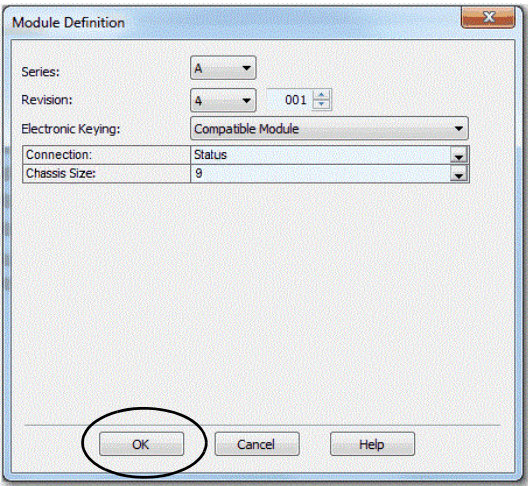 Module Definition
Series: A
Revision: 4 001
Electronic Keying: Compatible Module
Connection: Status
Chassis Size: 9
OK Cancel Help